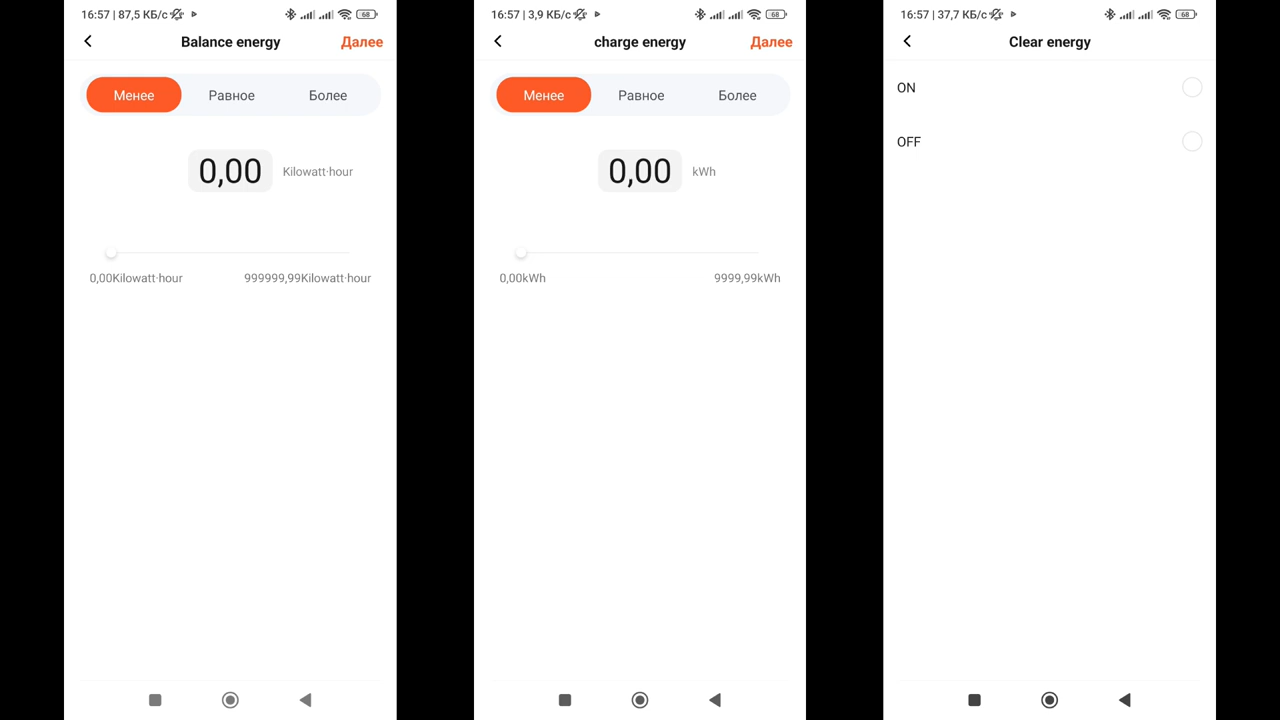 16:57 | 87,5 КБ/с
68
Balance energy
Далее
Менее
Равное
Более
0,00
Kilowatt·hour
0,00Kilowatt·hour
999999,99Kilowatt·hour
16:57 | 3,9 КБ/с
68
charge energy
Далее
Менее
Равное
Более
0,00
kWh
0,00kWh
9999,99kWh
16:57 | 37,7 КБ/с
68
Clear energy
ON
OFF